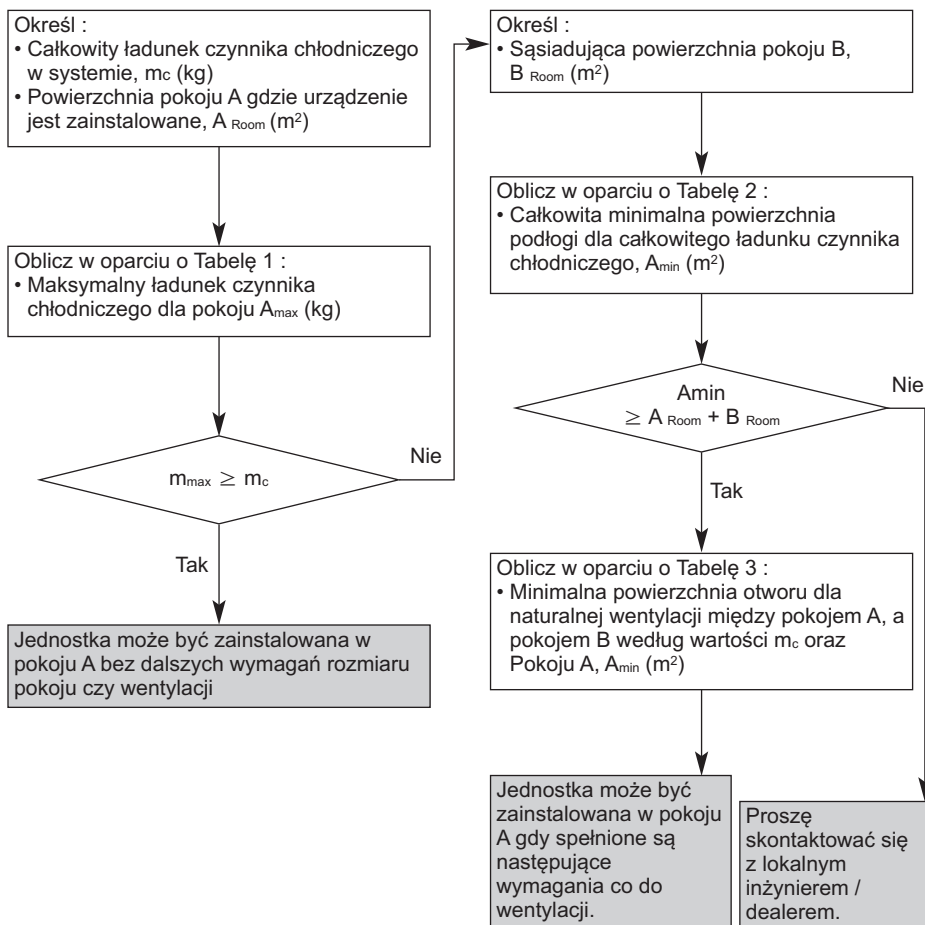 Określ :
• Całkowity ładunek czynnika chłodniczego
w systemie, mc (kg)
• Powierzchnia pokoju A gdzie urządzenie
jest zainstalowane, A Room (m²)
Oblicz w oparciu o Tabelę 1 :
• Maksymalny ładunek czynnika
chłodniczego dla pokoju Amax (kg)
mmax ≥ mc
Nie
Tak
Jednostka może być zainstalowana w
pokoju A bez dalszych wymagań rozmiaru
pokoju czy wentylacji
Określ :
• Sąsiadująca powierzchnia pokoju B,
B Room (m²)
Oblicz w oparciu o Tabelę 2 :
• Całkowita minimalna powierzchnia
podłogi dla całkowitego ładunku czynnika
chłodniczego, Amin (m²)
Amin
≥ A Room + B Room
Nie
Tak
Oblicz w oparciu o Tabelę 3 :
• Minimalna powierzchnia otworu dla
naturalnej wentylacji między pokojem A, a
pokojem B według wartości mc oraz
Pokoju A, Amin (m²)
Jednostka może być
zainstalowana w pokoju
A gdy spełnione są
następujące
wymagania co do
wentylacji.
Proszę
skontaktować się
z lokalnym
inżynierem /
dealerem.